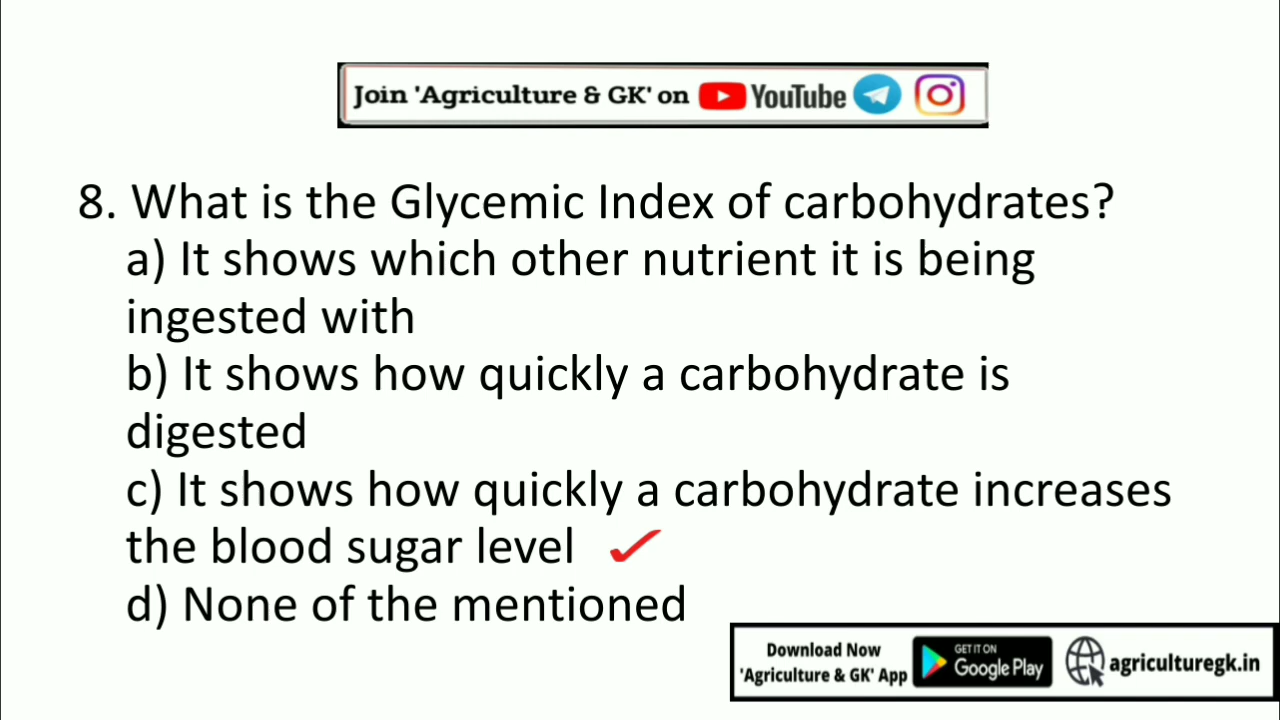 Join 'Agriculture & GK' on YouTube
8. What is the Glycemic Index of carbohydrates?
a) It shows which other nutrient it is being
ingested with
b) It shows how quickly a carbohydrate is
digested
c) It shows how quickly a carbohydrate increases
the blood sugar level
d) None of the mentioned
Download Now
'Agriculture & GK' App
GET IT ON
Google Play
agriculturegk.in